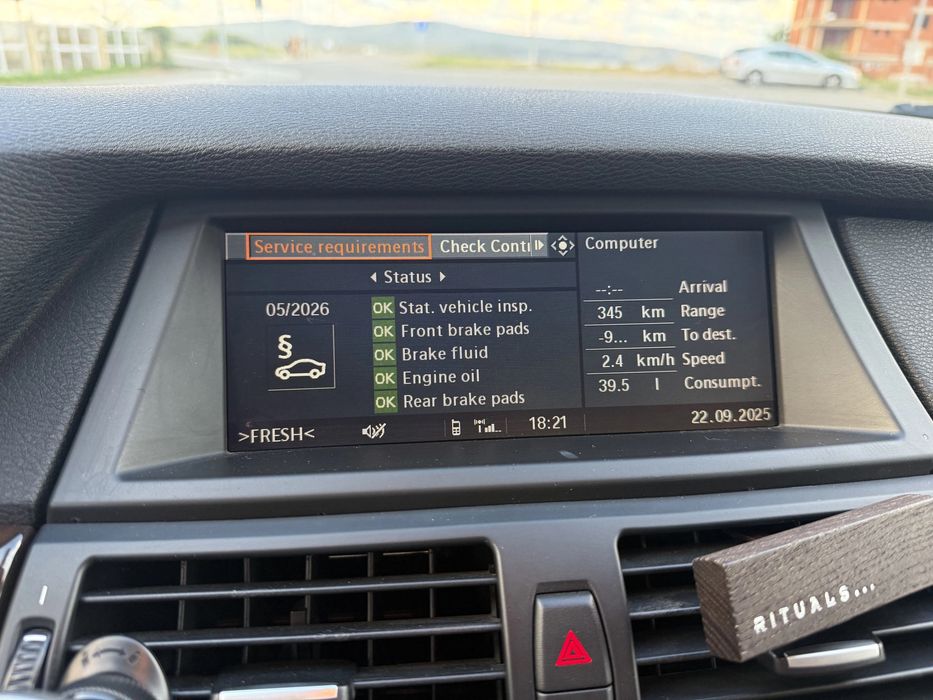 Service requirements Check Contr
Status
05/2026
OK Stat. vehicle insp.
OK Front brake pads
OK Brake fluid
OK Engine oil
OK Rear brake pads
§
Computer
--:-- Arrival
345 km Range
-9... km To dest.
2.4 km/h Speed
39.5 l Consumpt.
>FRESH< 18:21 22.09.2025
RITUALS...